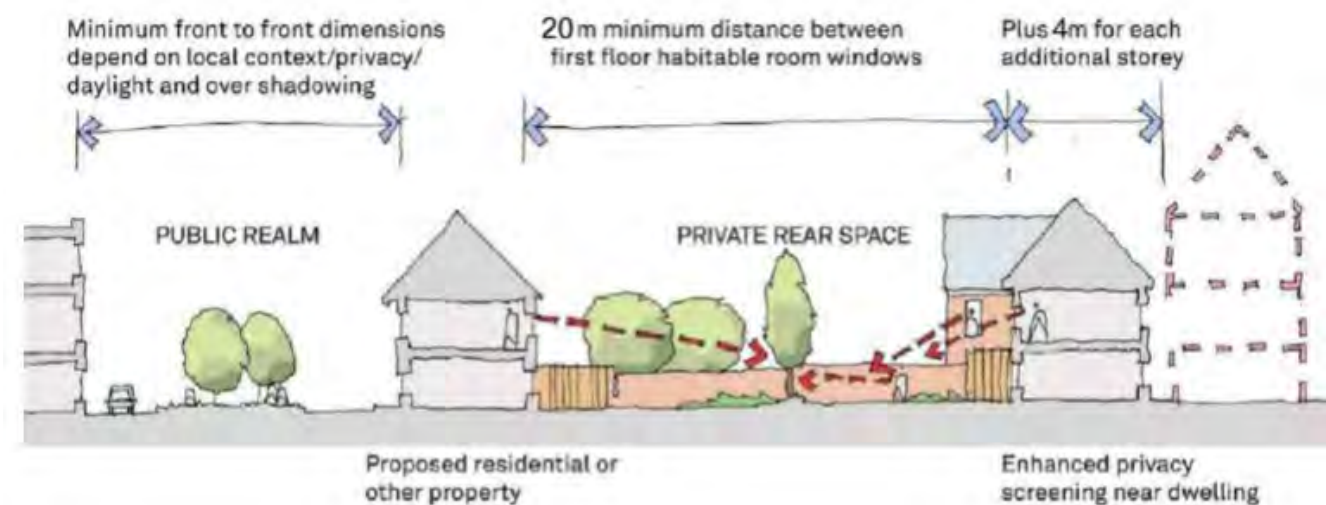 Minimum front to front dimensions
depend on local context/privacy/
daylight and over shadowing
20m minimum distance between
first floor habitable room windows
Plus 4m for each
additional storey
PUBLIC REALM
PRIVATE REAR SPACE
Proposed residential or
other property
Enhanced privacy
screening near dwelling